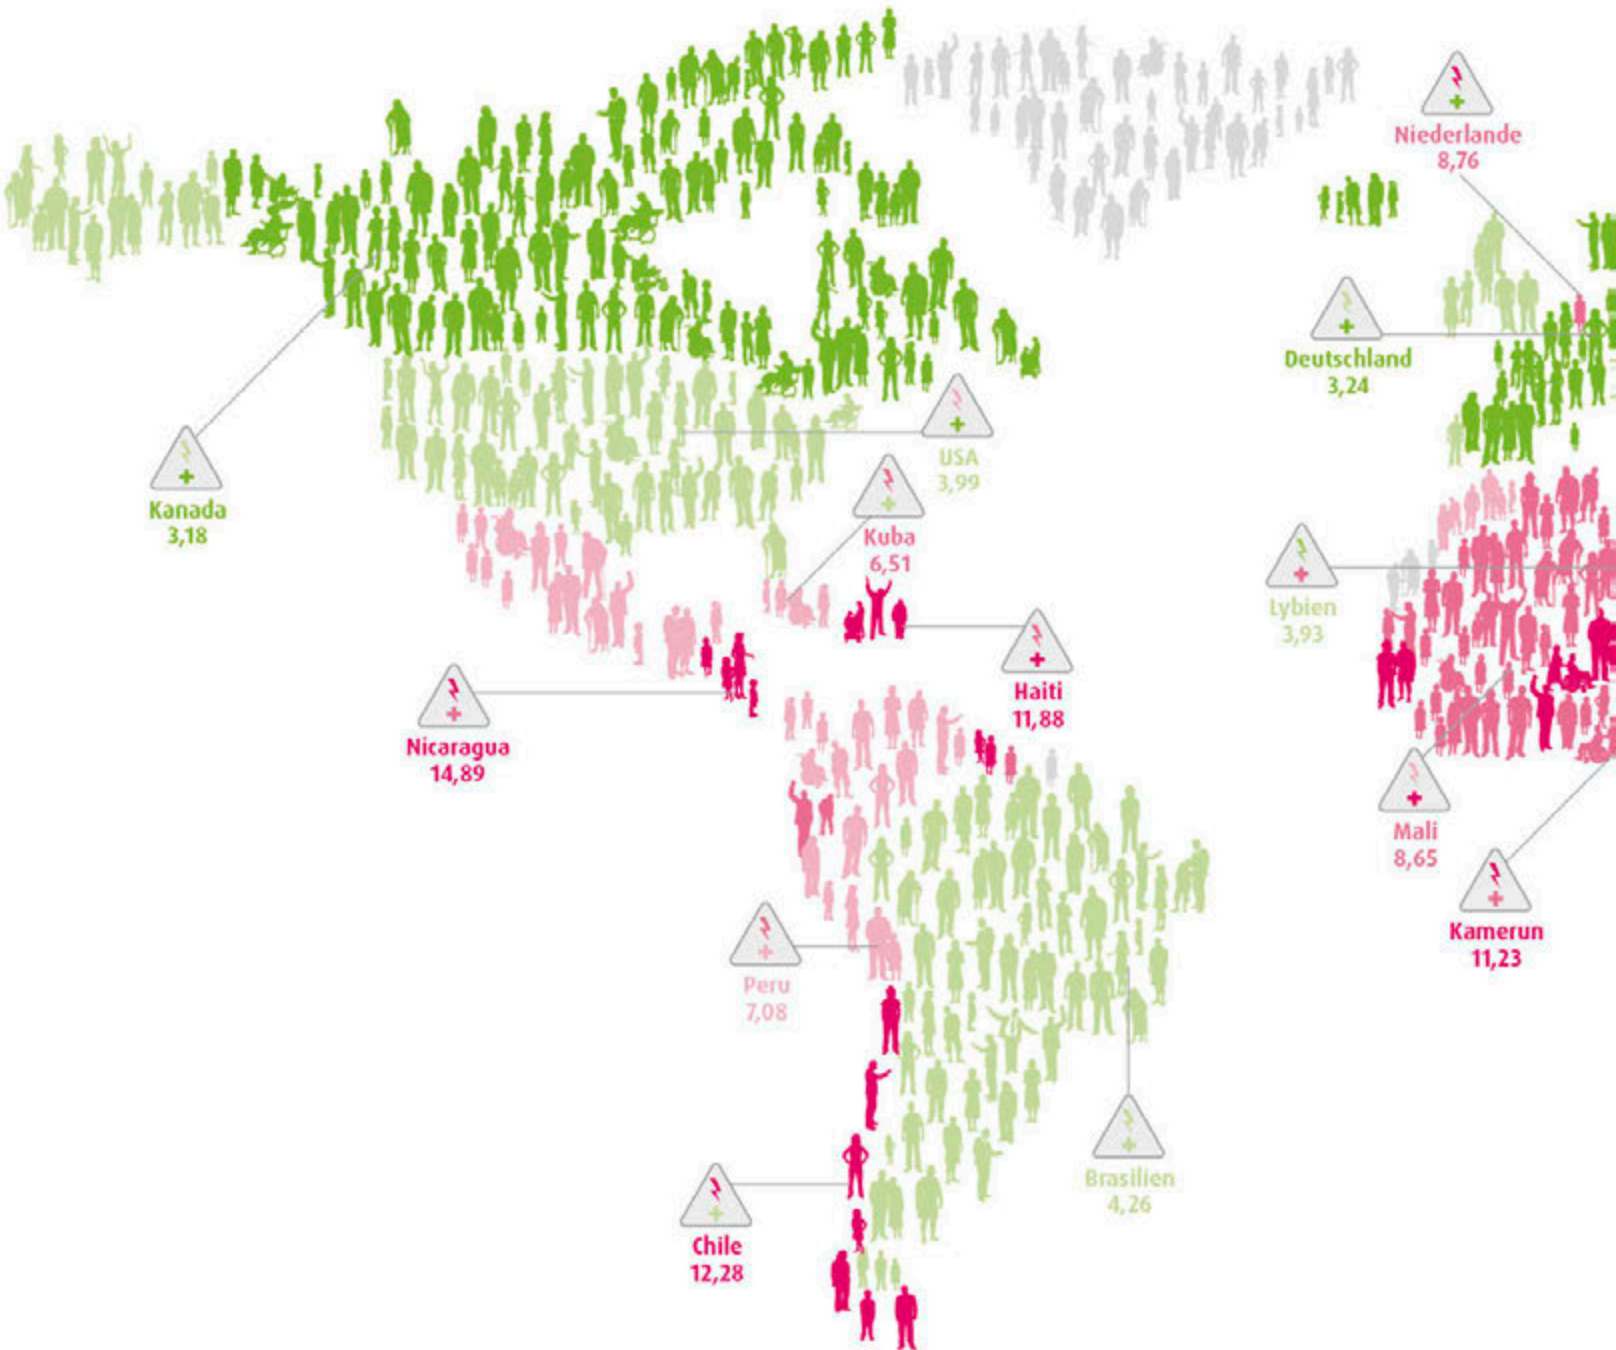 Niederlande
8,76
Deutschland
3,24
USA
3,99
Kanada
3,18
Kuba
6,51
Lybien
3,93
Haiti
11,88
Nicaragua
14,89
Mali
8,65
Kamerun
11,23
Peru
7,08
Brasilien
4,26
Chile
12,28